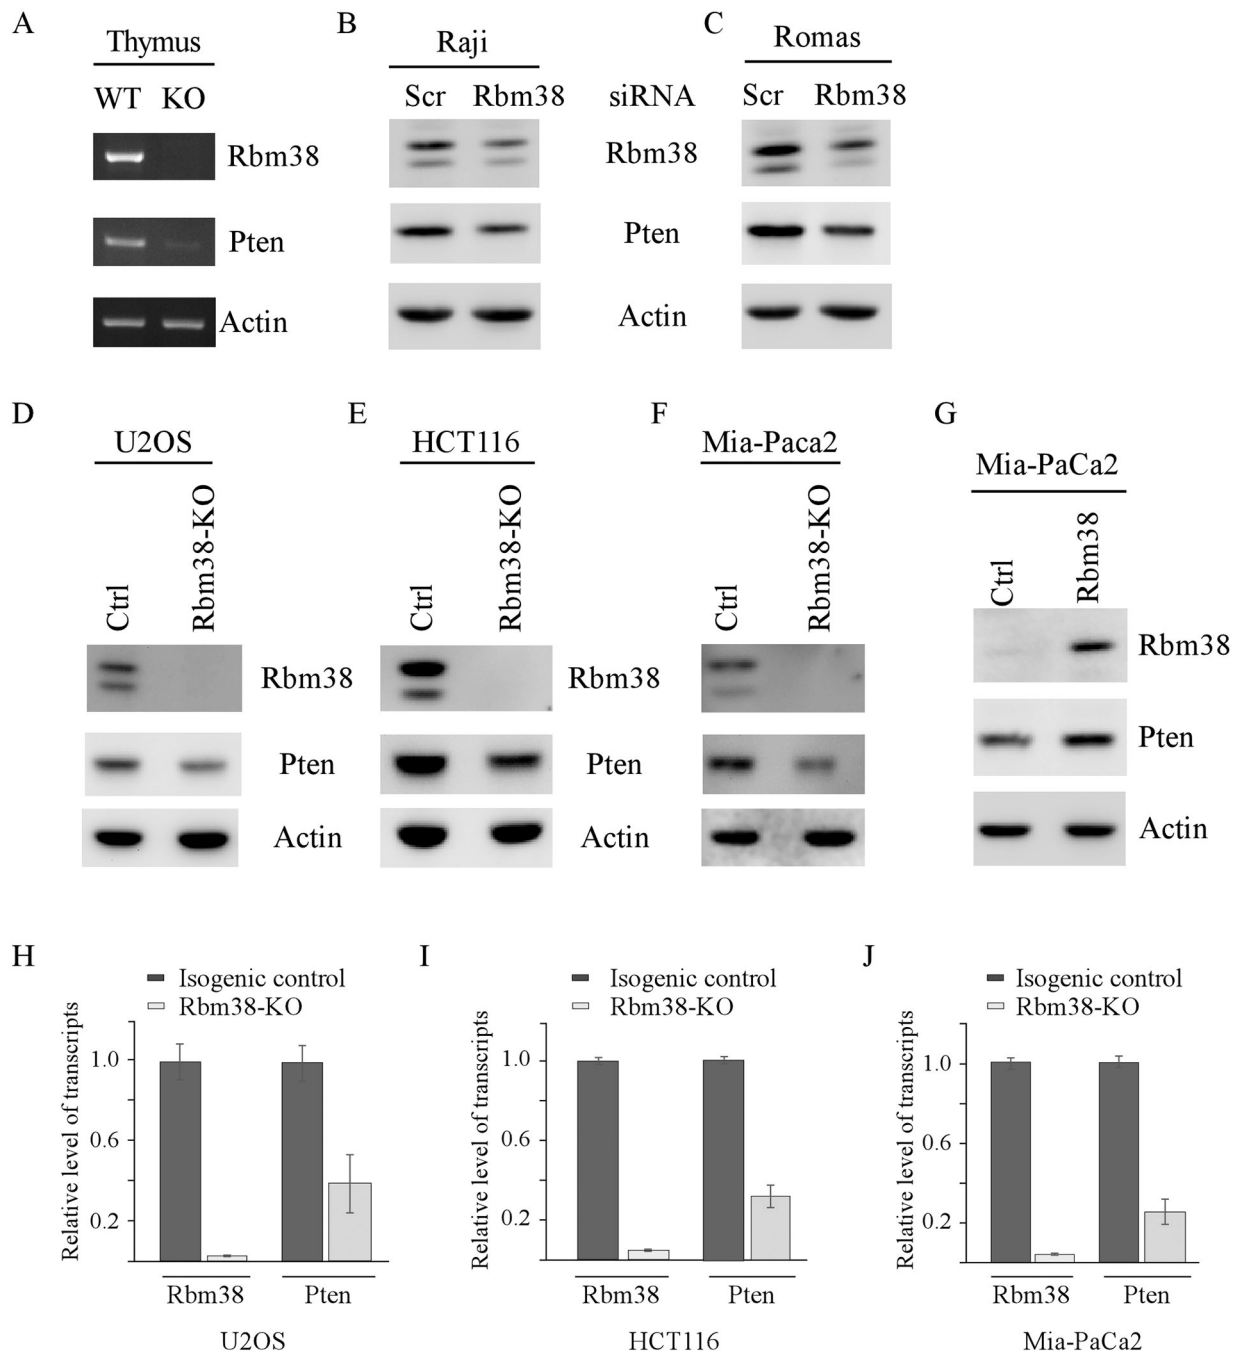 A
Thymus
WT KO
Rbm38
Pten
Actin
B
Raji
Scr Rbm38
siRNA
Rbm38
Pten
Actin
C
Romas
Scr Rbm38
D
U2OS
Ctrl
Rbm38-KO
Rbm38
Pten
Actin
E
HCT116
Ctrl
Rbm38-KO
Rbm38
Pten
Actin
F
Mia-Paca2
Ctrl
Rbm38-KO
G
Mia-PaCa2
Ctrl
Rbm38
Rbm38
Pten
Actin
H
Isogenic control
Rbm38-KO
Relative level of transcripts
1.0
0.6
0.2
Rbm38
Pten
U2OS
I
Isogenic control
Rbm38-KO
Relative level of transcripts
1.0
0.6
0.2
Rbm38
Pten
HCT116
J
Isogenic control
Rbm38-KO
Relative level of transcripts
1.0
0.6
0.2
Rbm38
Pten
Mia-PaCa2